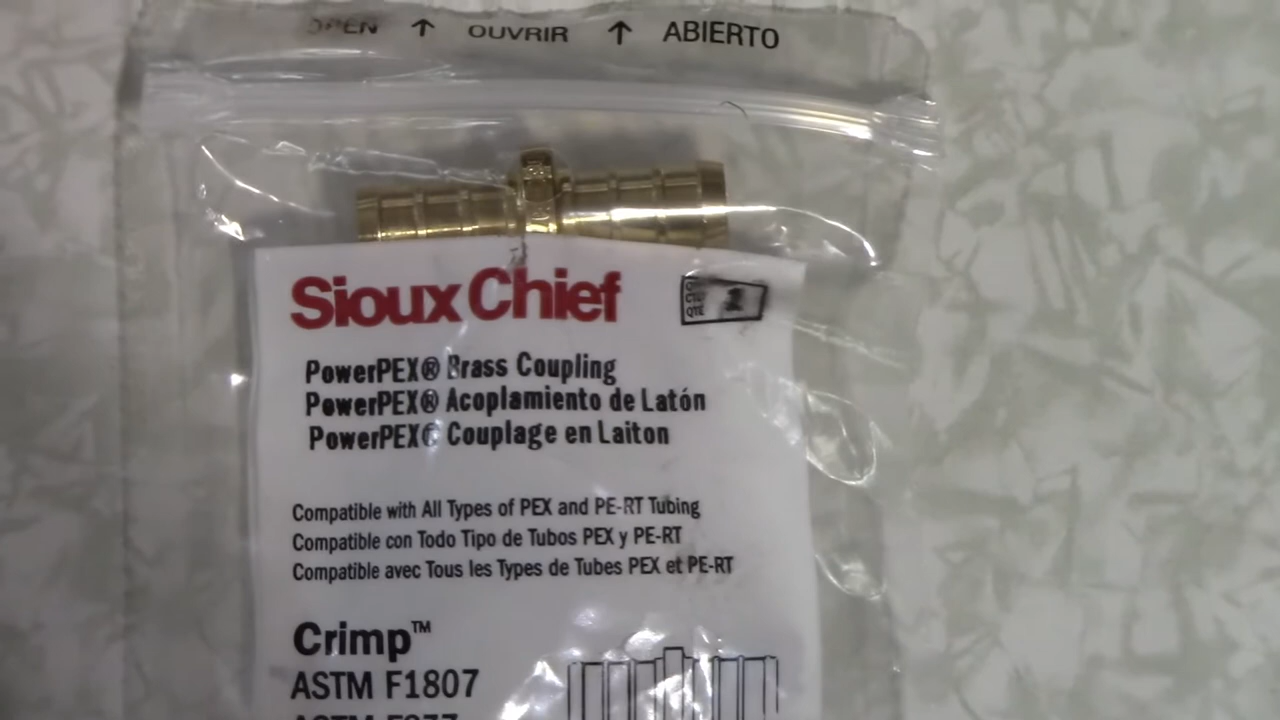 OPEN ↑ OUVRIR ↑ ABIERTO
Sioux Chief
QTE 1
PowerPEX® Brass Coupling
PowerPEX® Acoplamiento de Latón
PowerPEX® Couplage en Laiton
Compatible with All Types of PEX and PE-RT Tubing
Compatible con Todo Tipo de Tubos PEX y PE-RT
Compatible avec Tous les Types de Tubes PEX et PE-RT
Crimp™
ASTM F1807
ASTM F877